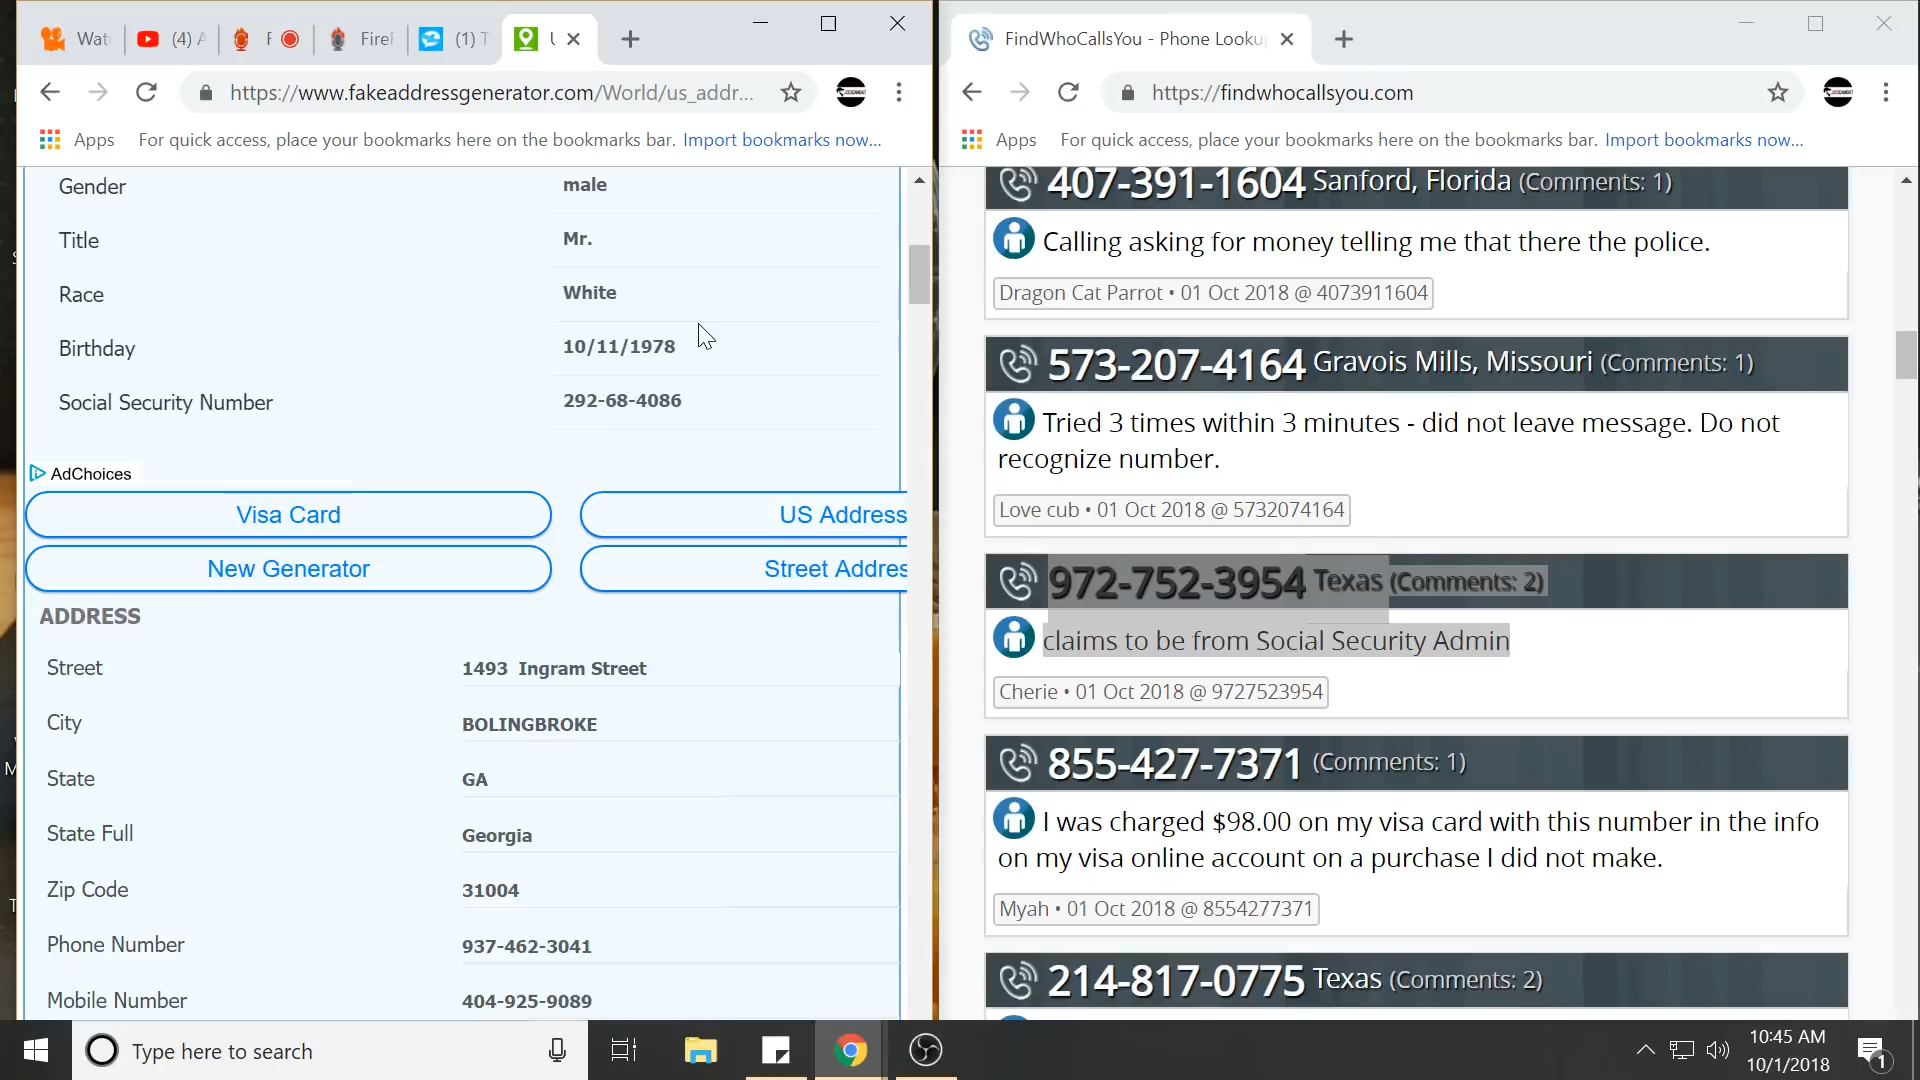 Wat
(4) A
F
FireF
(1) T
U
https://www.fakeaddressgenerator.com/World/us_addr...
Apps
For quick access, place your bookmarks here on the bookmarks bar. Import bookmarks now...
Gender
male
Title
Mr.
Race
White
Birthday
10/11/1978
Social Security Number
292-68-4086
AdChoices
Visa Card
US Address
New Generator
Street Addres
ADDRESS
Street
1493 Ingram Street
City
BOLINGBROKE
State
GA
State Full
Georgia
Zip Code
31004
Phone Number
937-462-3041
Mobile Number
404-925-9089
FindWhoCallsYou - Phone Looku
https://findwhocallsyou.com
Apps
For quick access, place your bookmarks here on the bookmarks bar. Import bookmarks now...
407-391-1604 Sanford, Florida (Comments: 1)
Calling asking for money telling me that there the police.
Dragon Cat Parrot • 01 Oct 2018 @ 4073911604
573-207-4164 Gravois Mills, Missouri (Comments: 1)
Tried 3 times within 3 minutes - did not leave message. Do not
recognize number.
Love cub • 01 Oct 2018 @ 5732074164
972-752-3954 Texas (Comments: 2)
claims to be from Social Security Admin
Cherie • 01 Oct 2018 @ 9727523954
855-427-7371 (Comments: 1)
I was charged $98.00 on my visa card with this number in the info
on my visa online account on a purchase I did not make.
Myah • 01 Oct 2018 @ 8554277371
214-817-0775 Texas (Comments: 2)
Type here to search
10:45 AM
10/1/2018
1